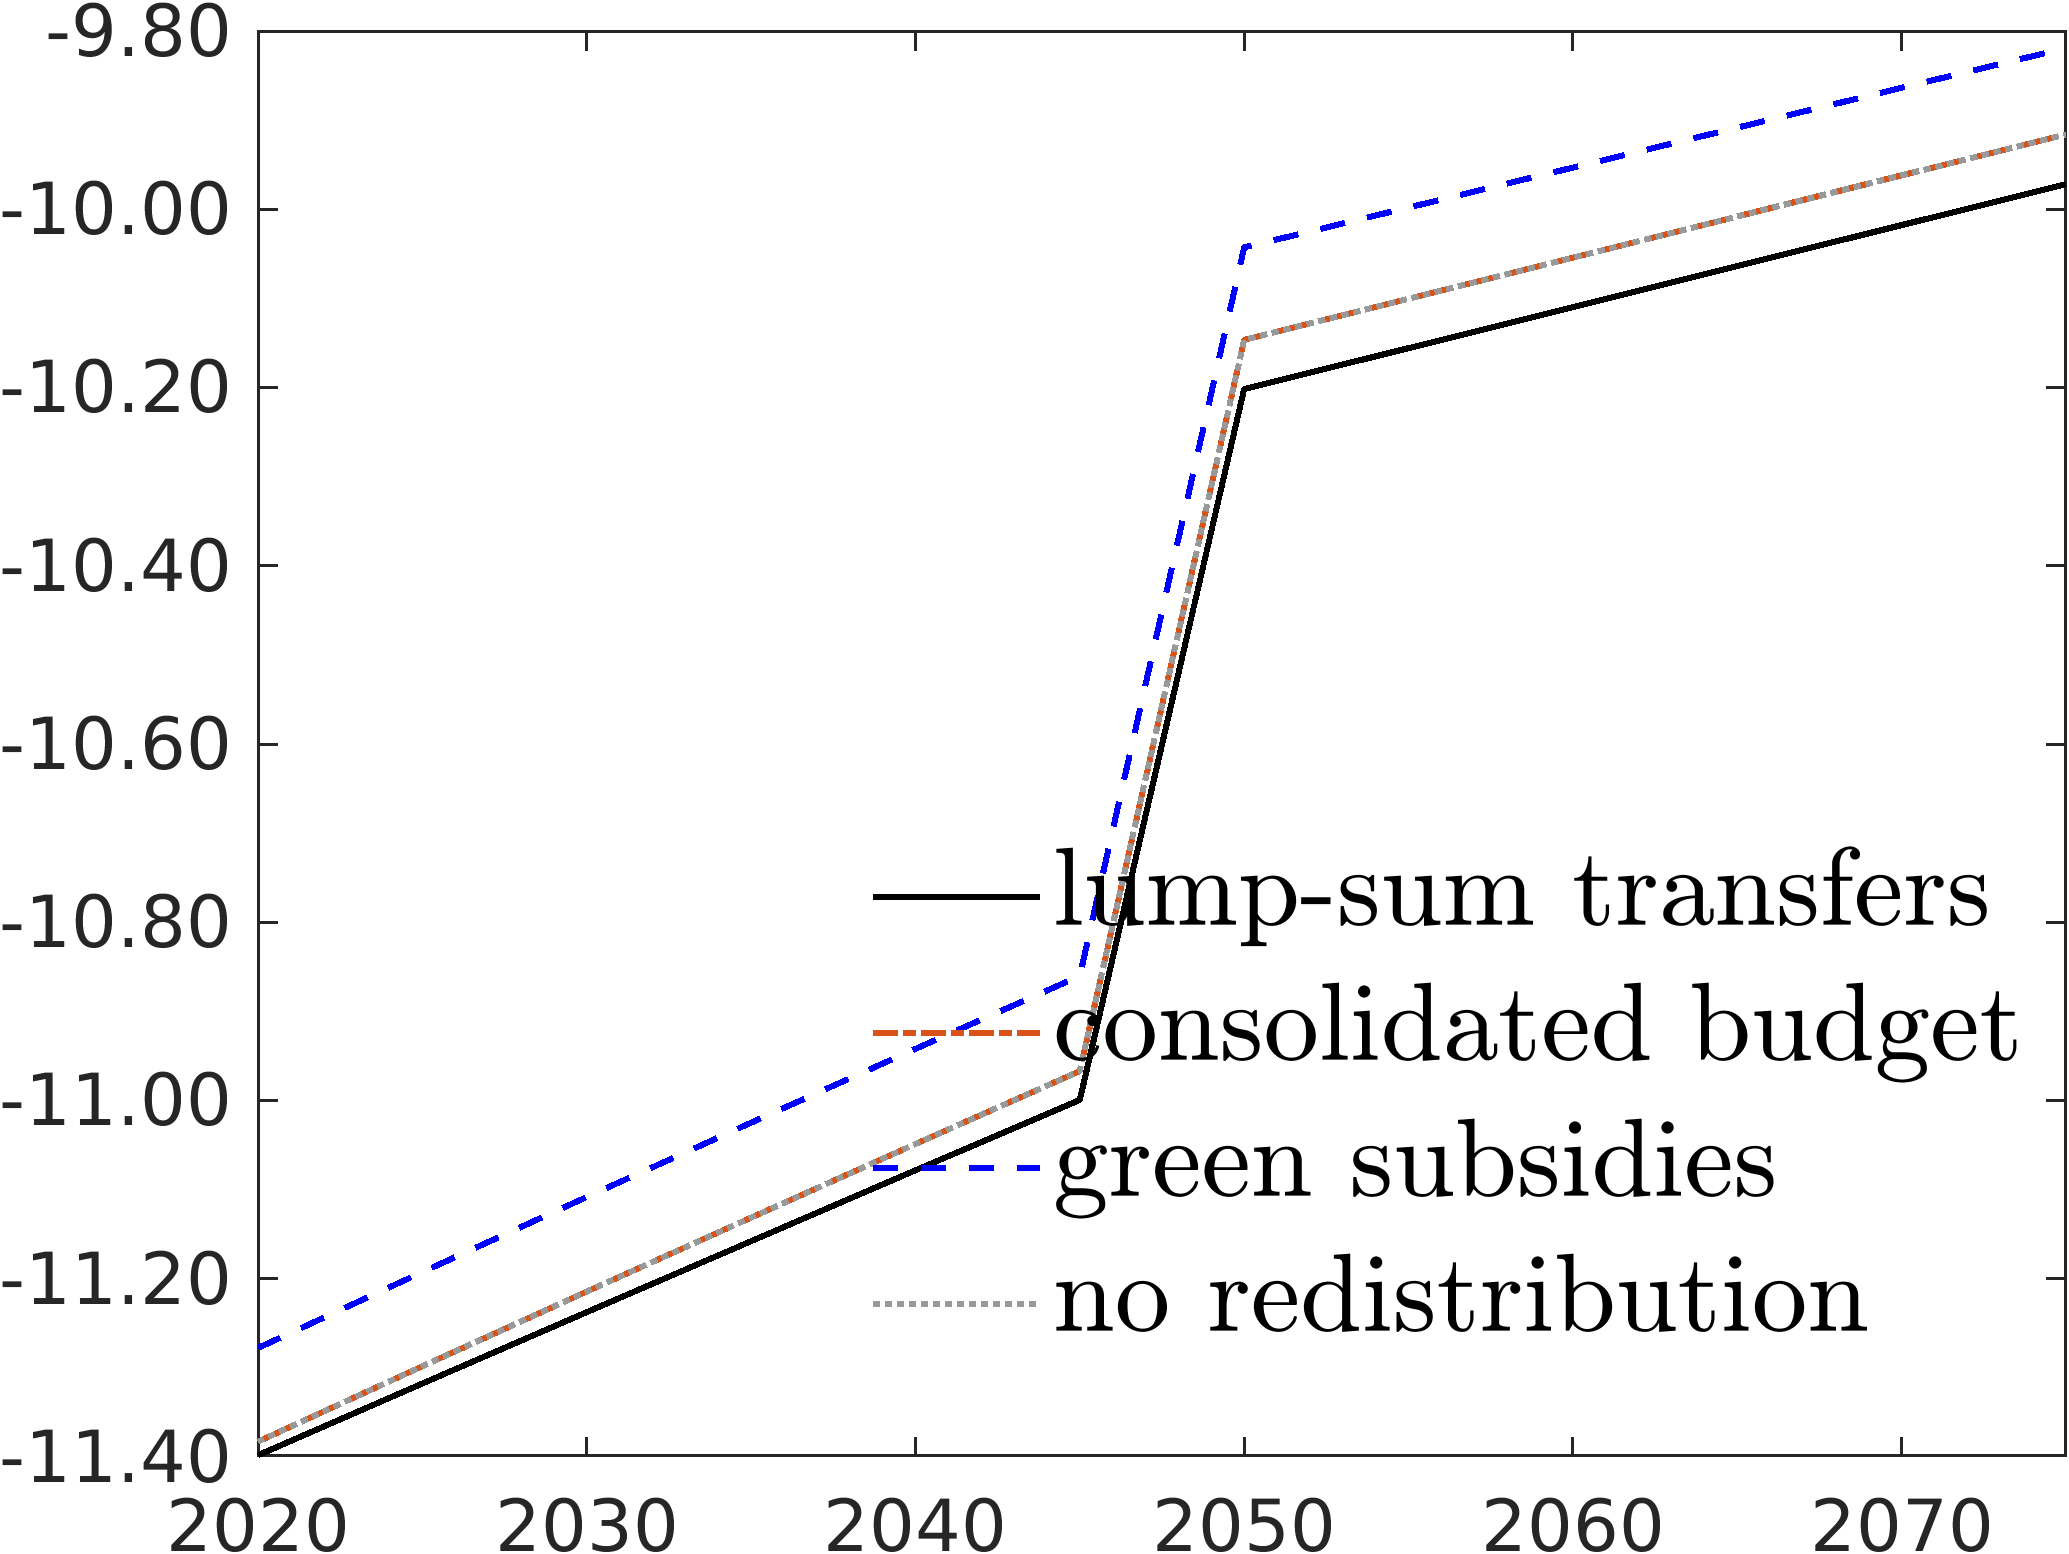 -9.80
-10.00
-10.20
-10.40
-10.60
-10.80
-11.00
-11.20
-11.40
lump-sum transfers
consolidated budget
green subsidies
no redistribution
2020 2030 2040 2050 2060 2070